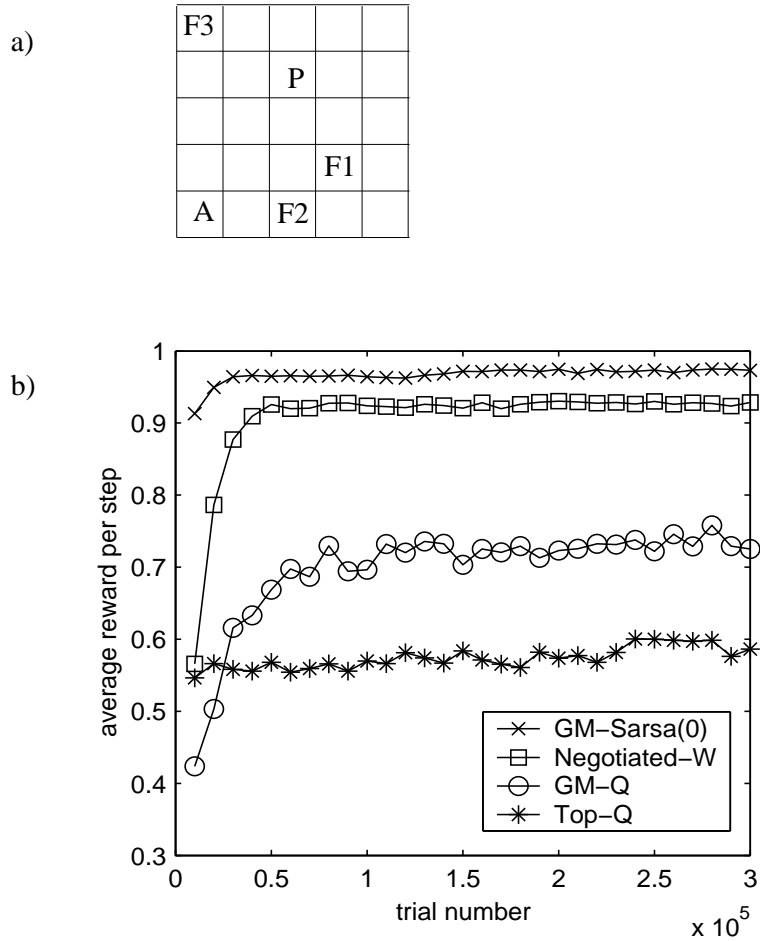 a)
F3
P
F1
A F2
b)
average reward per step
1
0.9
0.8
0.7
0.6
0.5
0.4
0.3
0 0.5 1 1.5 2 2.5 3
trial number
x 10^5
GM−Sarsa(0)
Negotiated−W
GM−Q
Top−Q